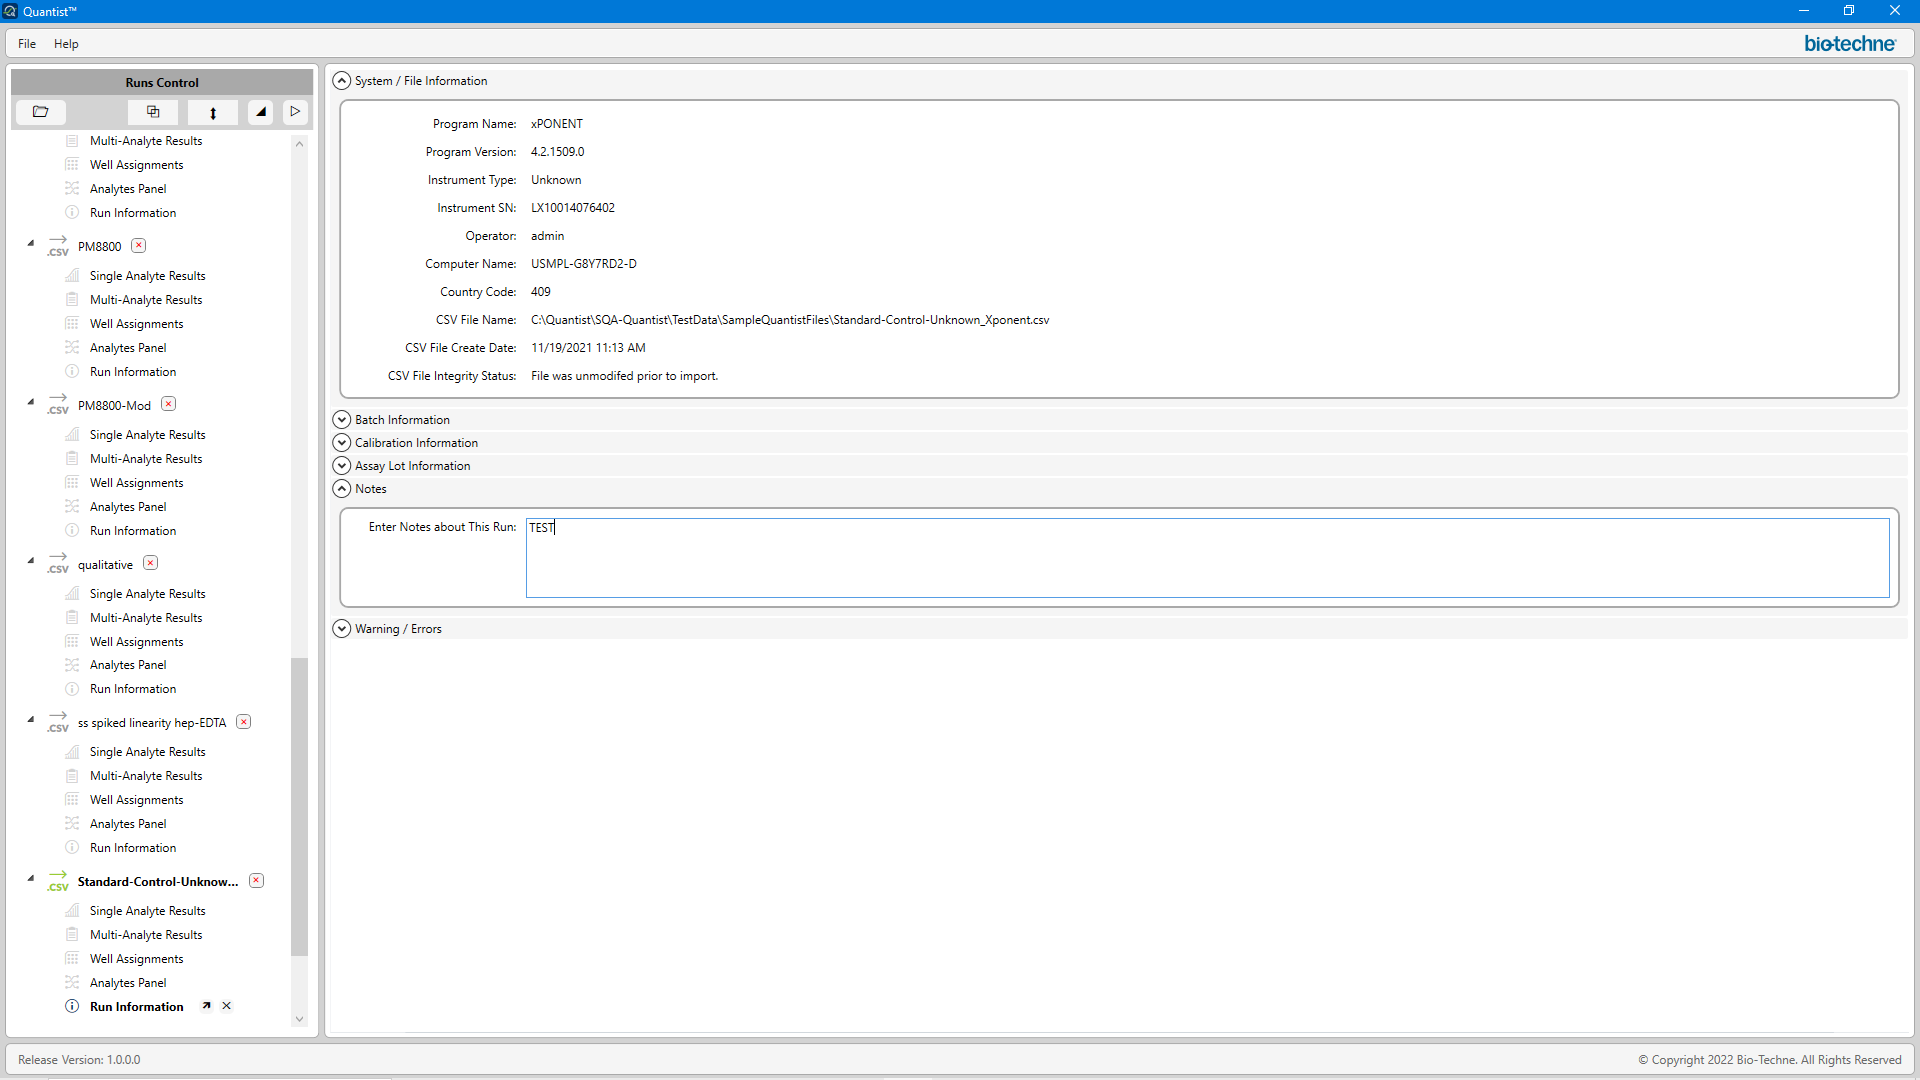 Quantist™
File Help
bio-techne®
Runs Control
Multi-Analyte Results
Well Assignments
Analytes Panel
Run Information
.CSV PM8800
Single Analyte Results
Multi-Analyte Results
Well Assignments
Analytes Panel
Run Information
.CSV PM8800-Mod
Single Analyte Results
Multi-Analyte Results
Well Assignments
Analytes Panel
Run Information
.CSV qualitative
Single Analyte Results
Multi-Analyte Results
Well Assignments
Analytes Panel
Run Information
.CSV ss spiked linearity hep-EDTA
Single Analyte Results
Multi-Analyte Results
Well Assignments
Analytes Panel
Run Information
.CSV Standard-Control-Unknow...
Single Analyte Results
Multi-Analyte Results
Well Assignments
Analytes Panel
Run Information
System / File Information
Program Name: xPONENT
Program Version: 4.2.1509.0
Instrument Type: Unknown
Instrument SN: LX10014076402
Operator: admin
Computer Name: USMPL-G8Y7RD2-D
Country Code: 409
CSV File Name: C:\Quantist\SQA-Quantist\TestData\SampleQuantistFiles\Standard-Control-Unknown_Xponent.csv
CSV File Create Date: 11/19/2021 11:13 AM
CSV File Integrity Status: File was unmodifed prior to import.
Batch Information
Calibration Information
Assay Lot Information
Notes
Enter Notes about This Run: TEST
Warning / Errors
Release Version: 1.0.0.0
© Copyright 2022 Bio-Techne. All Rights Reserved